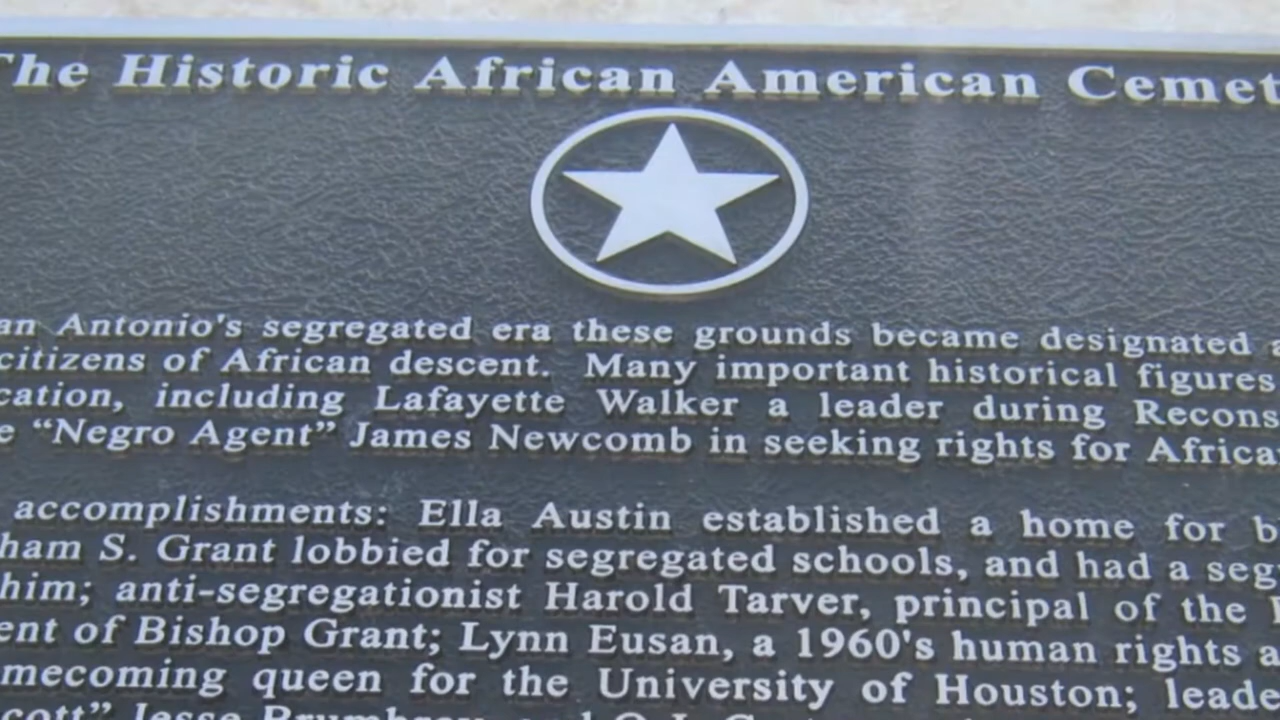 The Historic African American Cemet
an Antonio's segregated era these grounds became designated a
citizens of African descent. Many important historical figures
cation, including Lafayette Walker a leader during Recons
e “Negro Agent” James Newcomb in seeking rights for Africa
accomplishments: Ella Austin established a home for b
ham S. Grant lobbied for segregated schools, and had a seg
him; anti-segregationist Harold Tarver, principal of the
ent of Bishop Grant; Lynn Eusan, a 1960's human rights a
mecoming queen for the University of Houston; leade
cott” Jesse